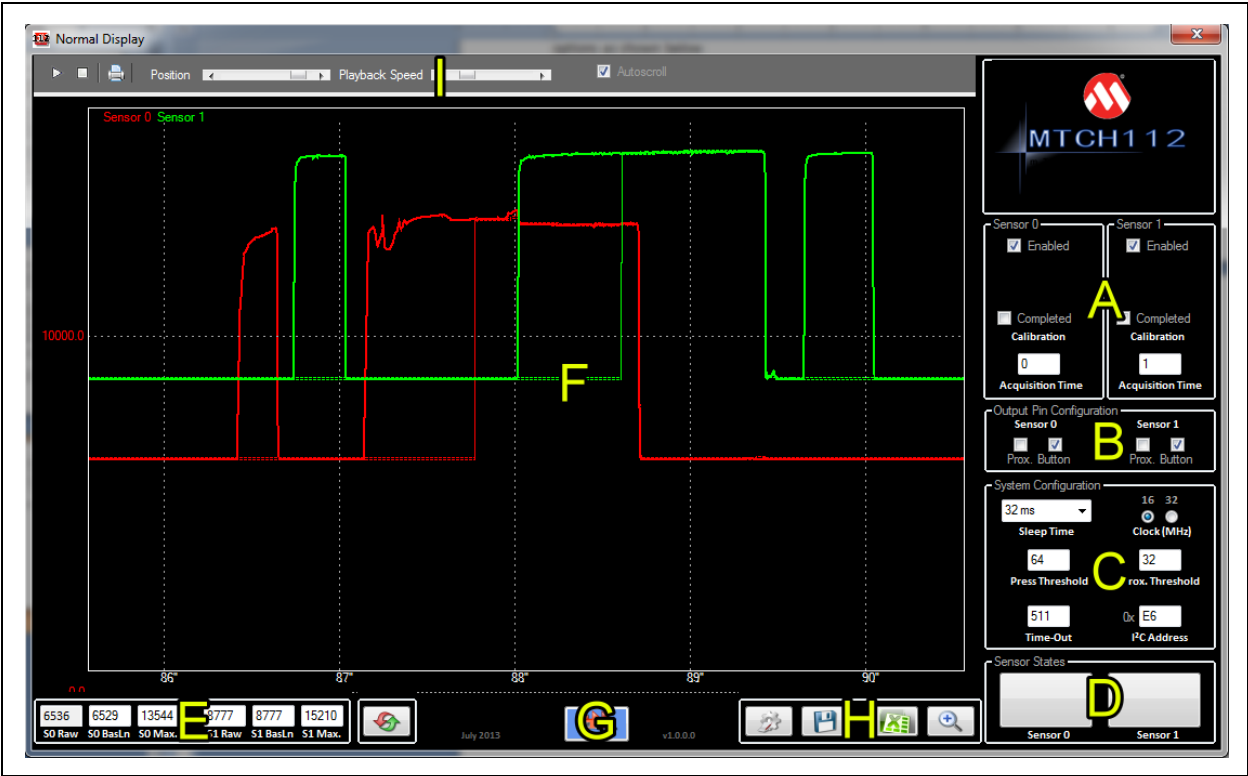 Normal Display
Position
Playback Speed
I
Autoscroll
Sensor 0 Sensor 1
10000.0
F
86"
87"
88"
89"
90"
0.0
MTCH112
Sensor 0
Sensor 1
Enabled
Enabled
A
Completed
Completed
Calibration
Calibration
0
1
Acquisition Time
Acquisition Time
Output Pin Configuration
Sensor 0
Sensor 1
B
Prox. Button
Prox. Button
System Configuration
16 32
32 ms
Sleep Time
Clock (MHz)
64
32
C
Press Threshold
rox. Threshold
511
0x E6
Time-Out
I²C Address
Sensor States
D
Sensor 0
Sensor 1
6536 6529 13544 E 8777 8777 15210
S0 Raw S0 BasLn S0 Max. S1 Raw S1 BasLn S1 Max.
July 2013
G
v1.0.0.0
H